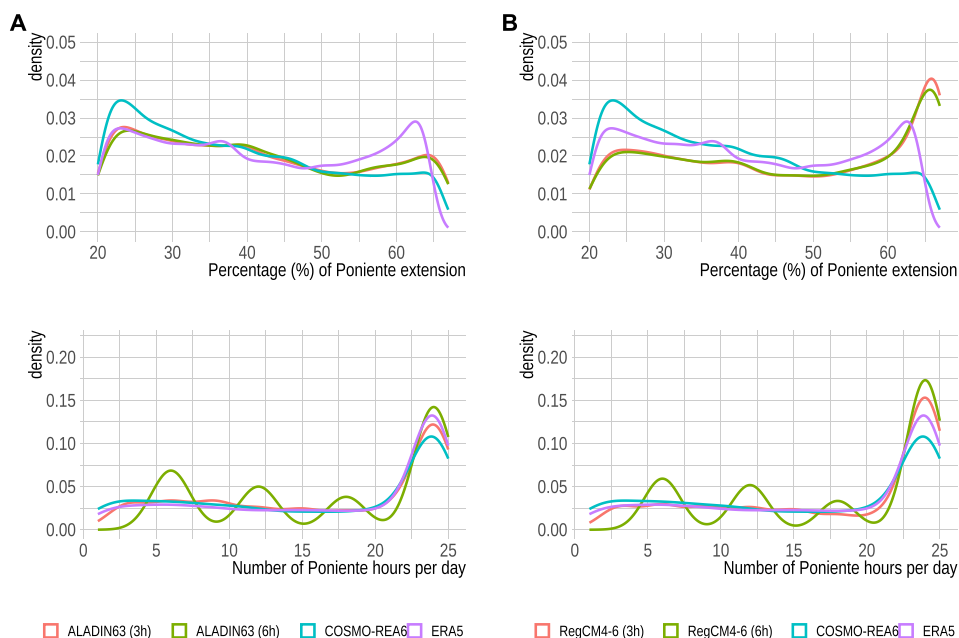 A
B
density
0.05
0.04
0.03
0.02
0.01
0.00
20 30 40 50 60
Percentage (%) of Poniente extension
density
0.05
0.04
0.03
0.02
0.01
0.00
20 30 40 50 60
Percentage (%) of Poniente extension
density
0.20
0.15
0.10
0.05
0.00
0 5 10 15 20 25
Number of Poniente hours per day
density
0.20
0.15
0.10
0.05
0.00
0 5 10 15 20 25
Number of Poniente hours per day
ALADIN63 (3h) ALADIN63 (6h) COSMO-REA6 ERA5
RegCM4-6 (3h) RegCM4-6 (6h) COSMO-REA6 ERA5